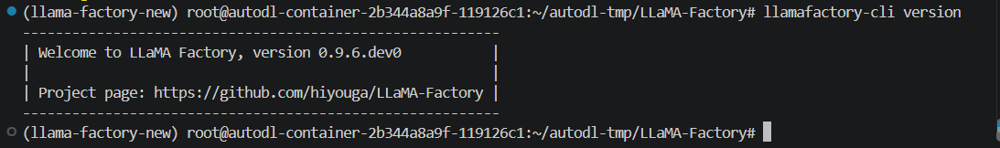 (llama-factory-new) root@autodl-container-2b344a8a9f-119126c1:~/autodl-tmp/LLaMA-Factory# llamafactory-cli version
----------------------------------------------------------
| Welcome to LLaMA Factory, version 0.9.6.dev0           |
|                                                        |
| Project page: https://github.com/hiyouga/LLaMA-Factory |
----------------------------------------------------------
(llama-factory-new) root@autodl-container-2b344a8a9f-119126c1:~/autodl-tmp/LLaMA-Factory#